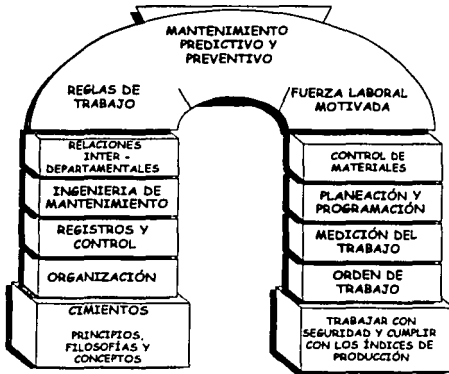 MANTENIMIENTO
PREDICTIVO Y
PREVENTIVO
REGLAS DE
TRABAJO
FUERZA LABORAL
MOTIVADA
RELACIONES
INTER -
DEPARTAMENTALES
INGENIERIA DE
MANTENIMIENTO
REGISTROS Y
CONTROL
ORGANIZACIÓN
CIMIENTOS
PRINCIPIOS,
FILOSOFÍAS Y
CONCEPTOS
CONTROL DE
MATERIALES
PLANEACIÓN Y
PROGRAMACIÓN
MEDICIÓN DEL
TRABAJO
ORDEN DE
TRABAJO
TRABAJAR CON
SEGURIDAD Y CUMPLIR
CON LOS ÍNDICES DE
PRODUCCIÓN